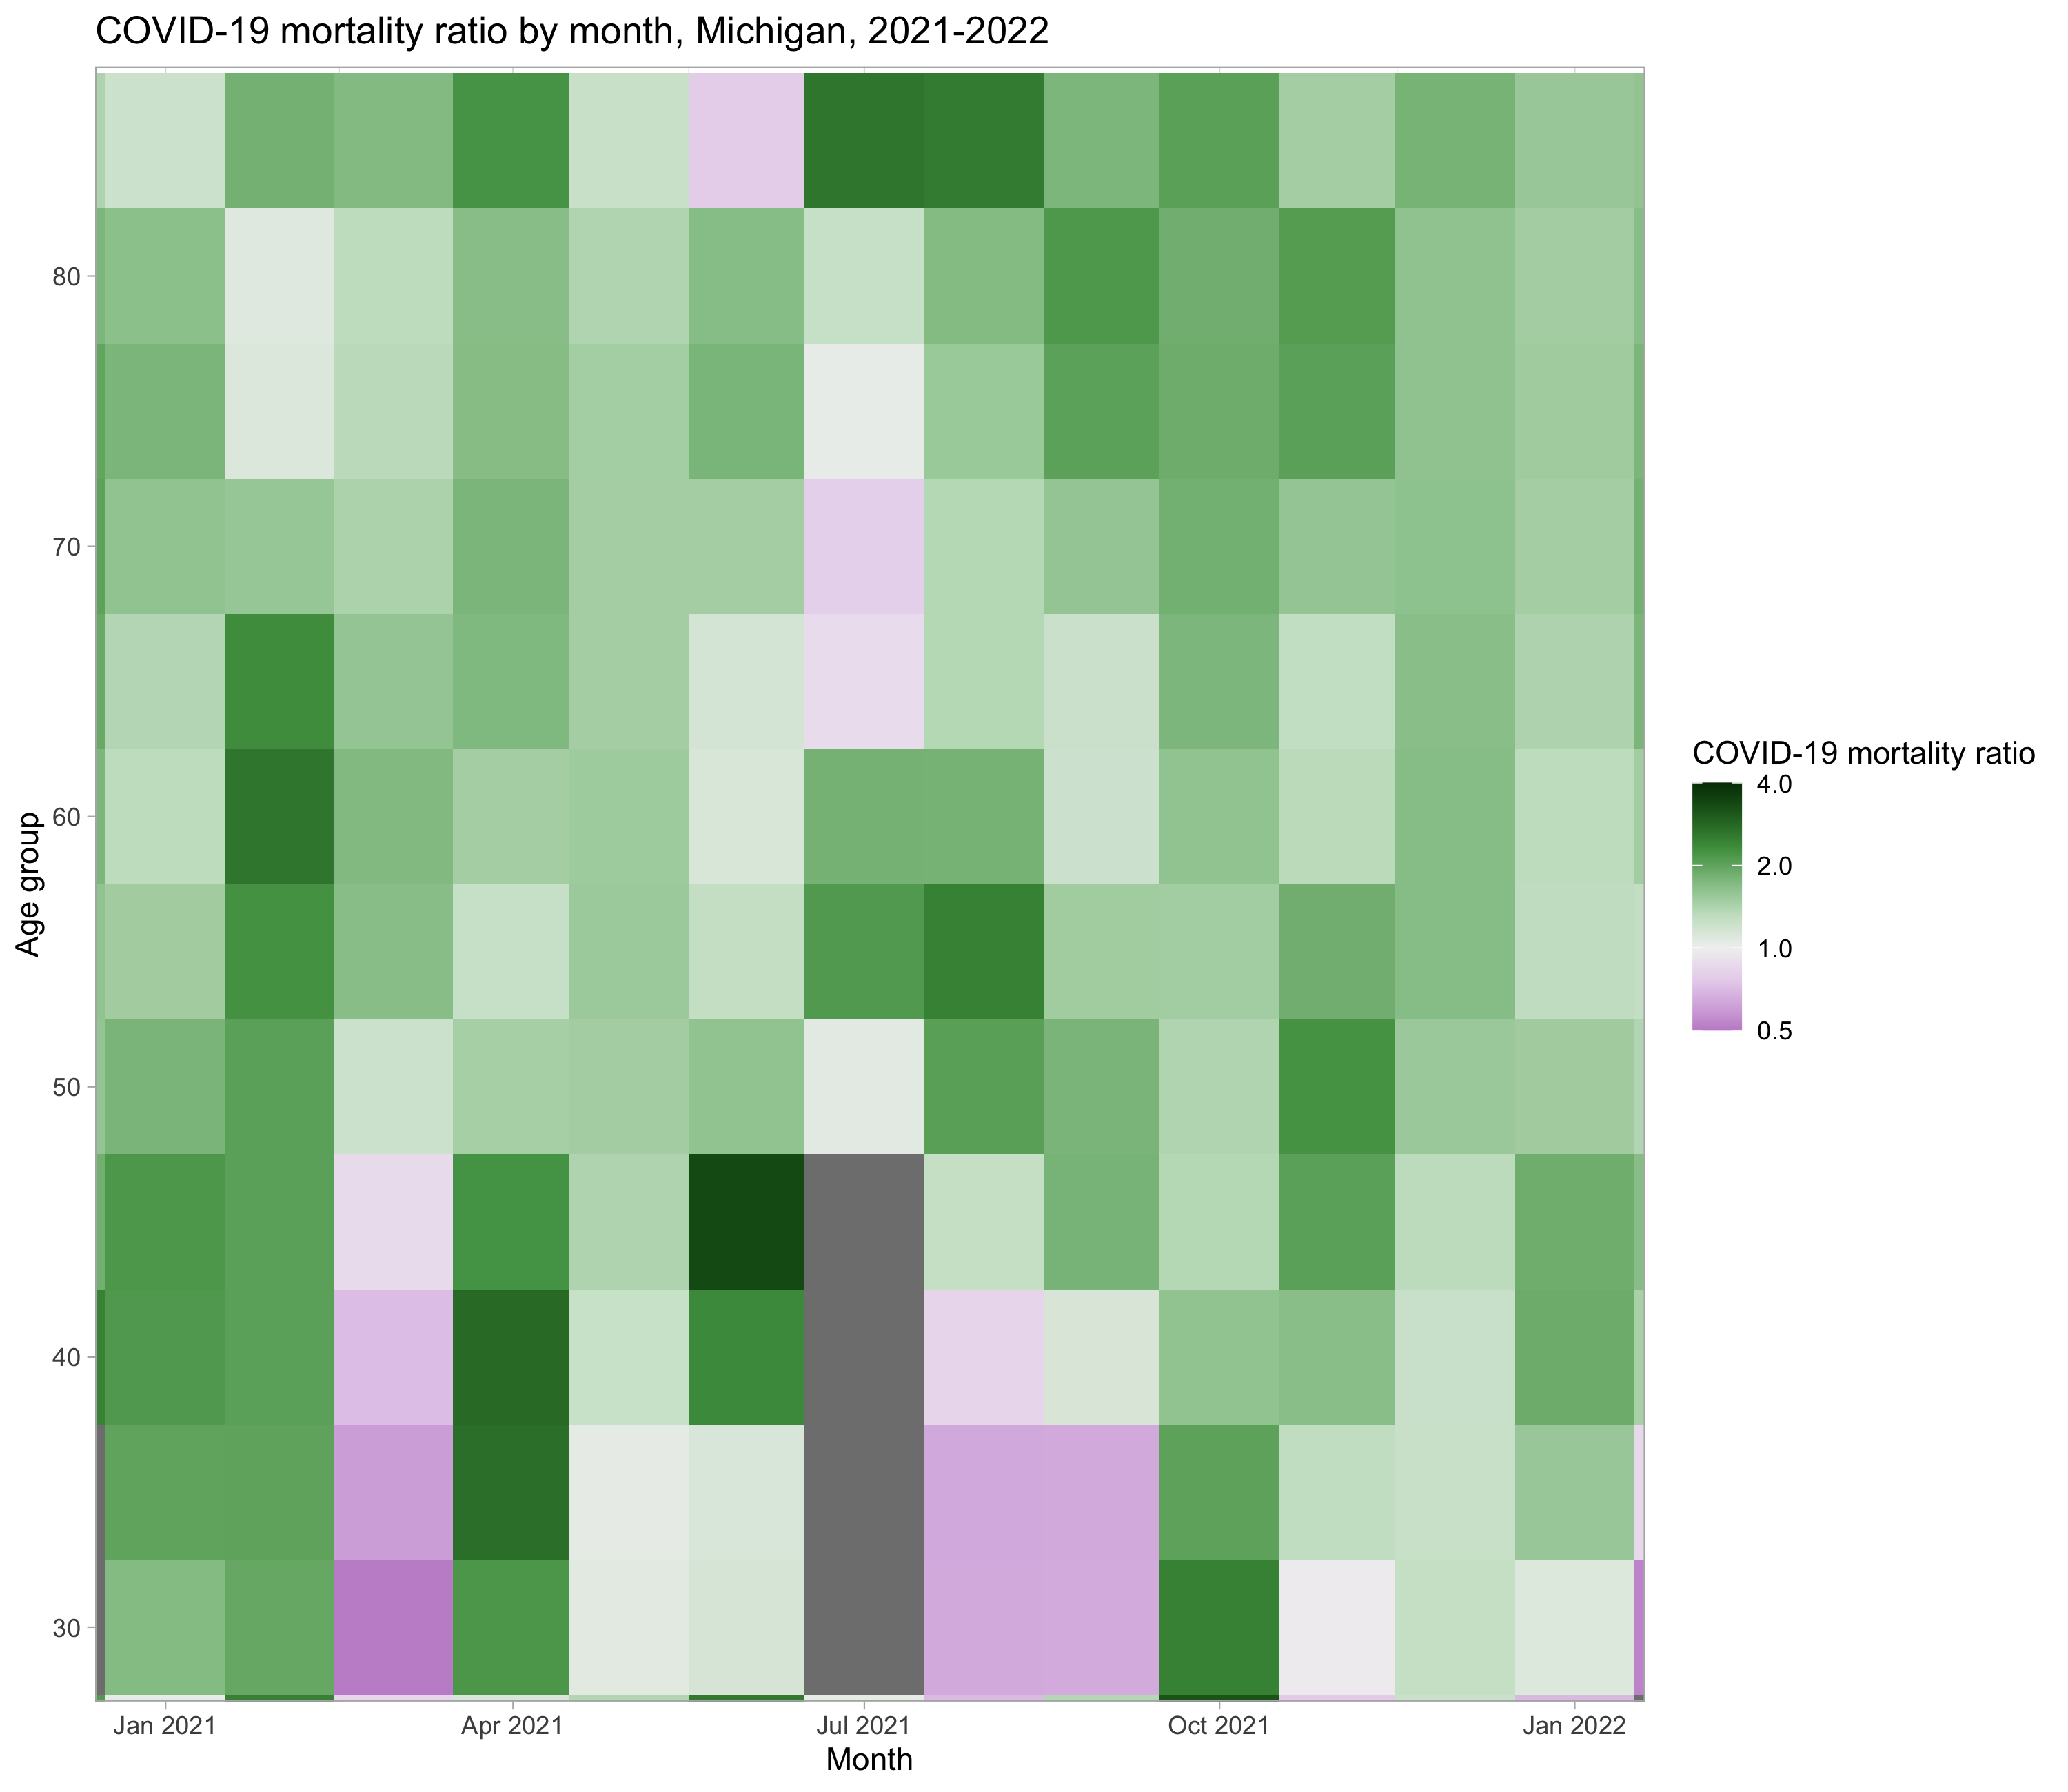 COVID-19 mortality ratio by month, Michigan, 2021-2022
80
70
60
50
40
30
Age group
Jan 2021
Apr 2021
Jul 2021
Oct 2021
Jan 2022
Month
COVID-19 mortality ratio
4.0
2.0
1.0
0.5